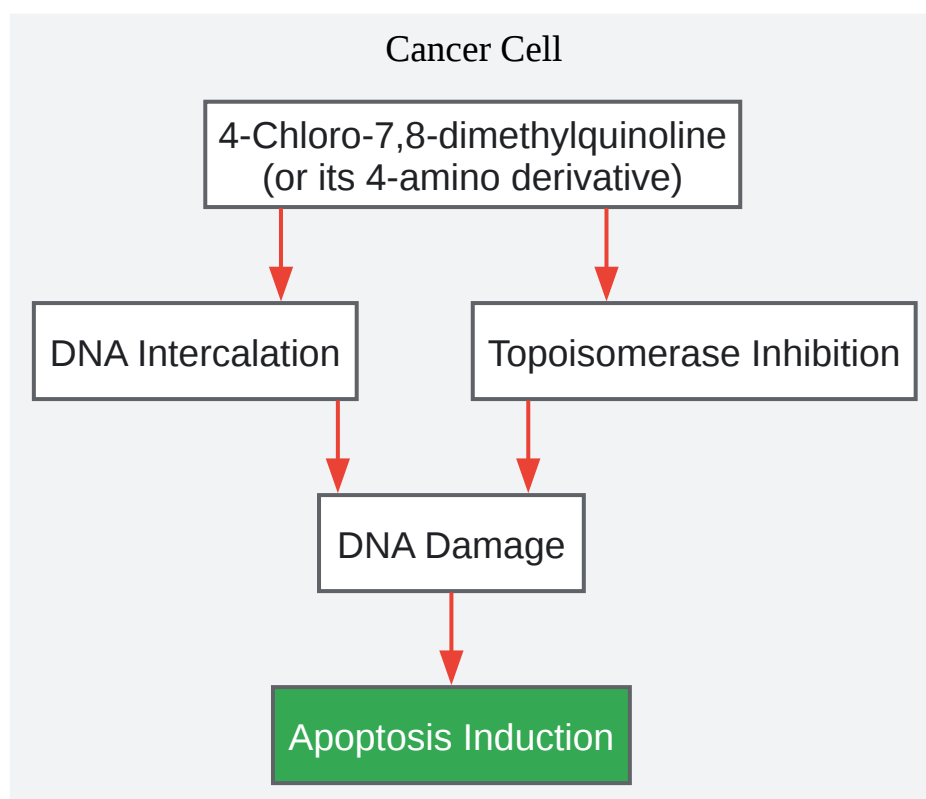 Cancer Cell
4-Chloro-7,8-dimethylquinoline
(or its 4-amino derivative)
DNA Intercalation
Topoisomerase Inhibition
DNA Damage
Apoptosis Induction